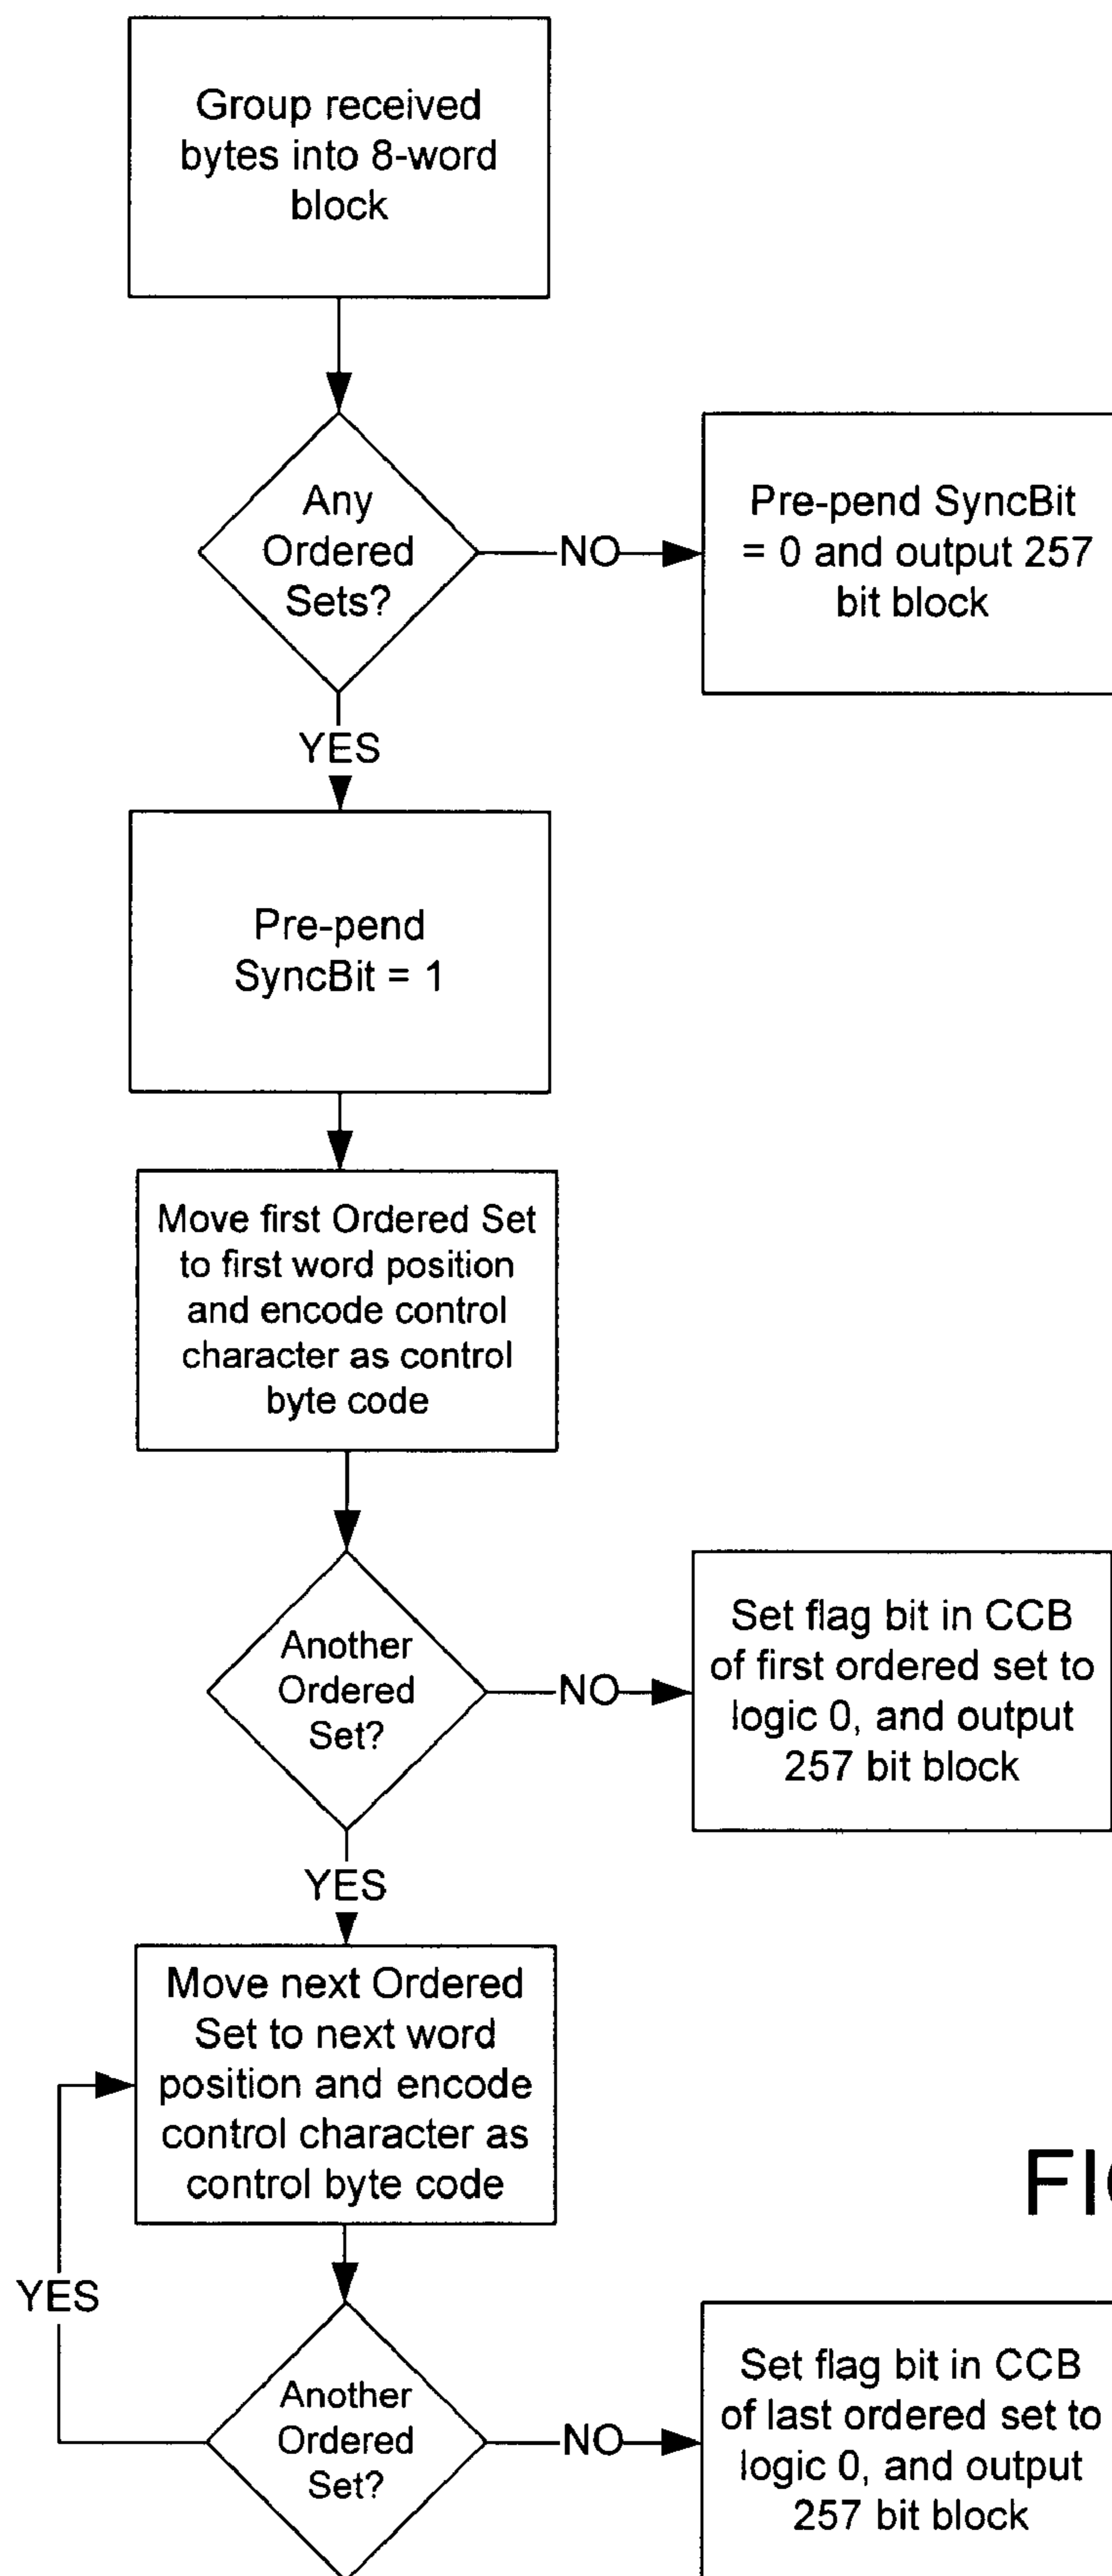 Group received
bytes into 8-word
block
Any
Ordered
Sets?
NO
Pre-pend SyncBit
= 0 and output 257
bit block
YES
Pre-pend
SyncBit = 1
Move first Ordered Set
to first word position
and encode control
character as control
byte code
Another
Ordered
Set?
NO
Set flag bit in CCB
of first ordered set to
logic 0, and output
257 bit block
YES
Move next Ordered
Set to next word
position and encode
control character as
control byte code
YES
Another
Ordered
Set?
NO
Set flag bit in CCB
of last ordered set to
logic 0, and output
257 bit block